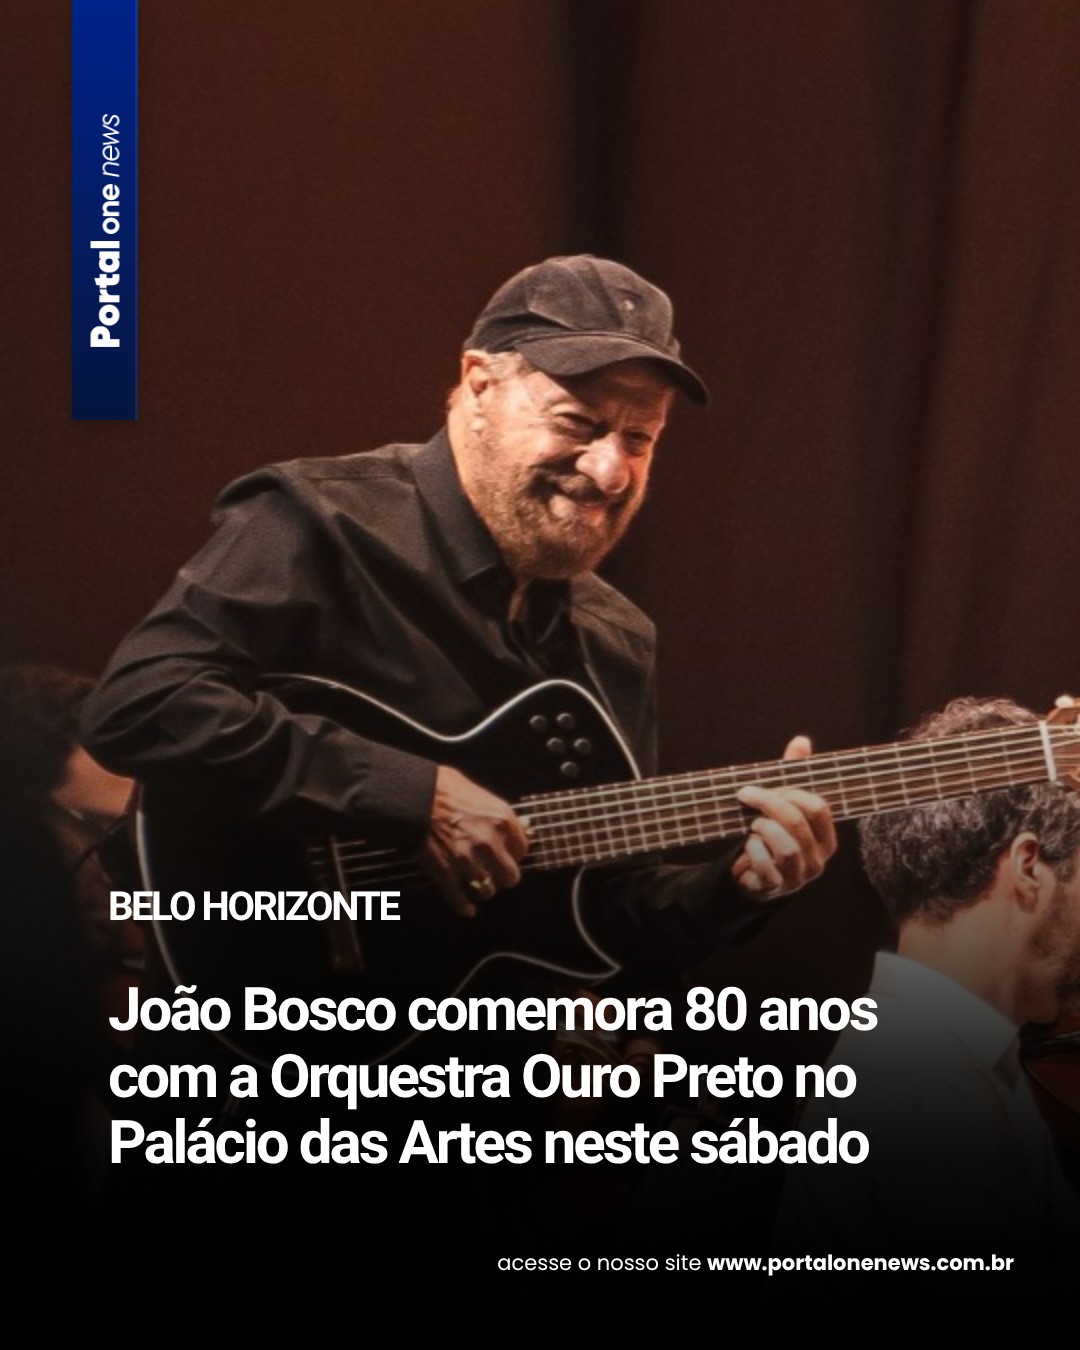 Portal one news
BELO HORIZONTE
João Bosco comemora 80 anos
com a Orquestra Ouro Preto no
Palácio das Artes neste sábado
acesse o nosso site www.portalonenews.com.br